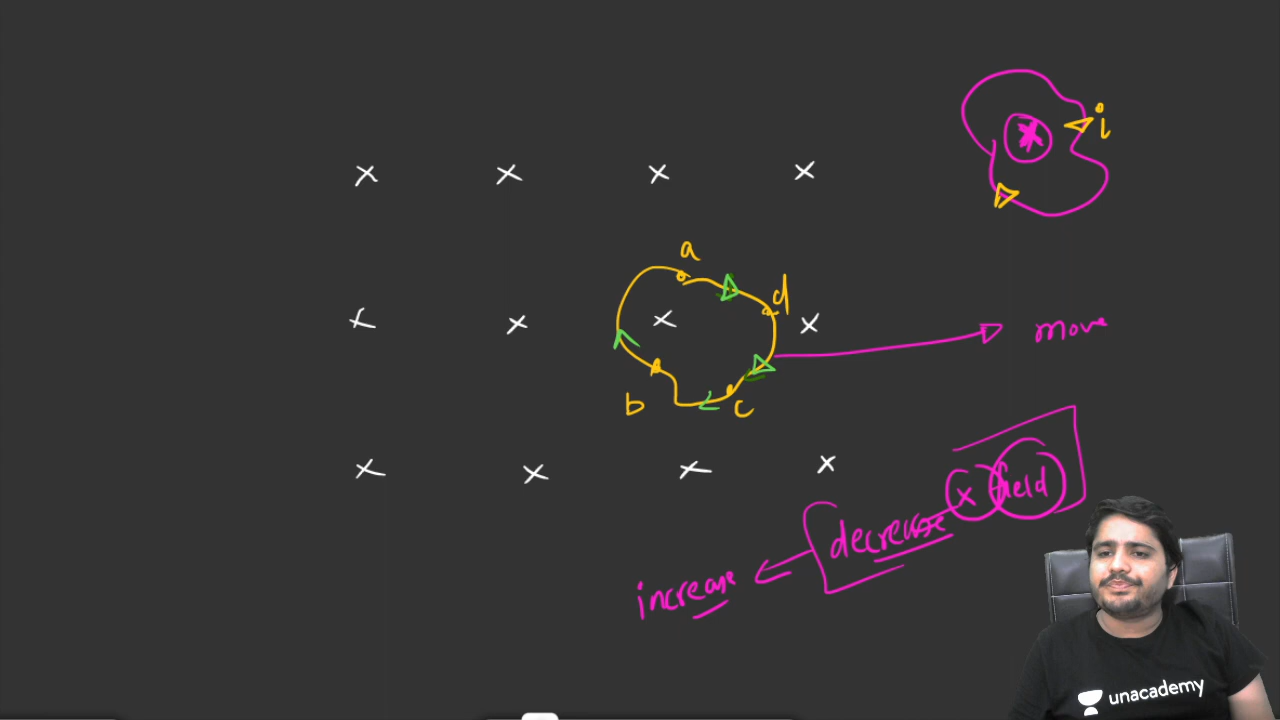 x x x x
i
a
d
x x x x
move
b c
x field
decrease
increase
x x x x
unacademy